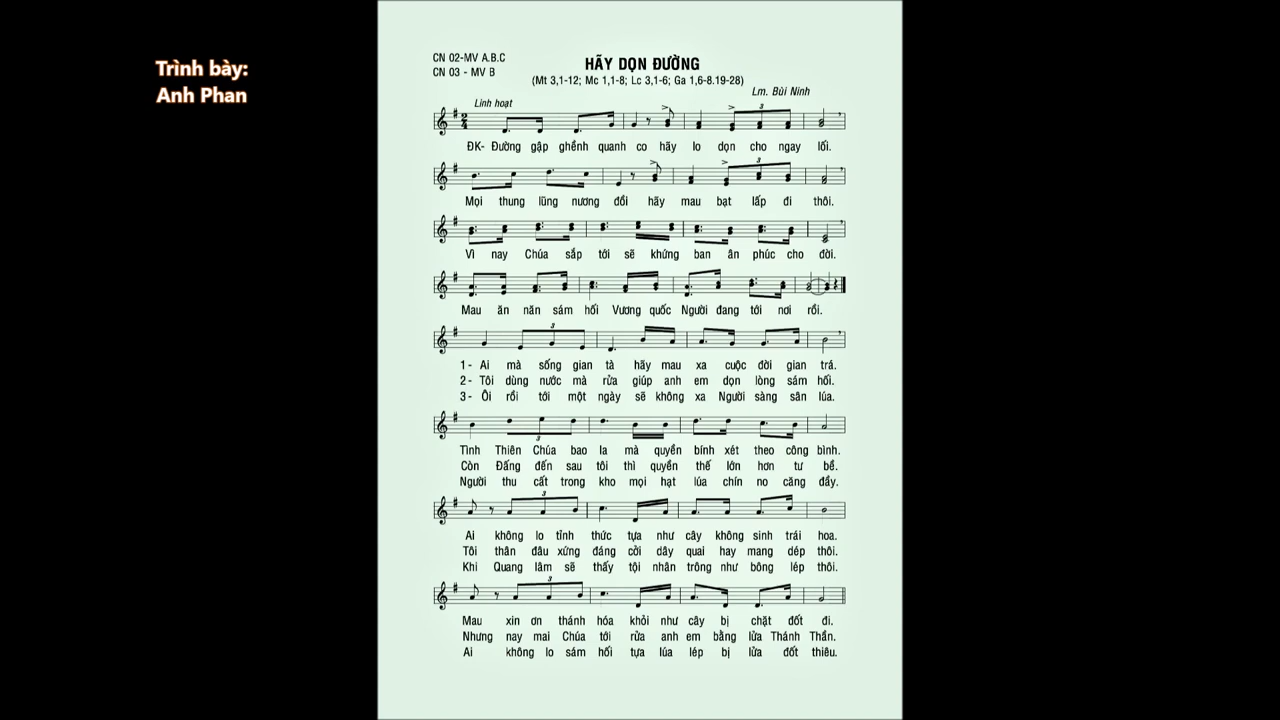 Trình bày:
Anh Phan
CN 02-MV A.B.C
CN 03 - MV B
HÃY DỌN ĐƯỜNG
(Mt 3,1-12; Mc 1,1-8; Lc 3,1-6; Ga 1,6-8.19-28)
Lm. Bùi Ninh
Linh hoạt
ĐK- Đường gập ghềnh quanh co hãy lo dọn cho ngay lối.
Mọi thung lũng nương đồi hãy mau bạt lấp đi thôi.
Vì nay Chúa sắp tới sẽ khứng ban ân phúc cho đời.
Mau ăn năn sám hối Vương quốc Người đang tới nơi rồi.
1- Ai mà sống gian tà hãy mau xa cuộc đời gian trá.
2- Tôi dùng nước mà rửa giúp anh em dọn lòng sám hối.
3- Ôi rồi tới một ngày sẽ không xa Người sàng sân lúa.
Tình Thiên Chúa bao la mà quyền bính xét theo công bình.
Còn Đấng đến sau tôi thì quyền thế lớn hơn tư bề.
Người thu cất trong kho mọi hạt lúa chín no căng đầy.
Ai không lo tỉnh thức tựa như cây không sinh trái hoa.
Tôi thân đâu xứng đáng cởi dây quai hay mang dép thôi.
Khi Quang lâm sẽ thấy tội nhân trông như bông lép thôi.
Mau xin ơn thánh hóa khỏi như cây bị chặt đốt đi.
Nhưng nay mai Chúa tới rửa anh em bằng lửa Thánh Thần.
Ai không lo sám hối tựa lúa lép bị lửa đốt thiêu.